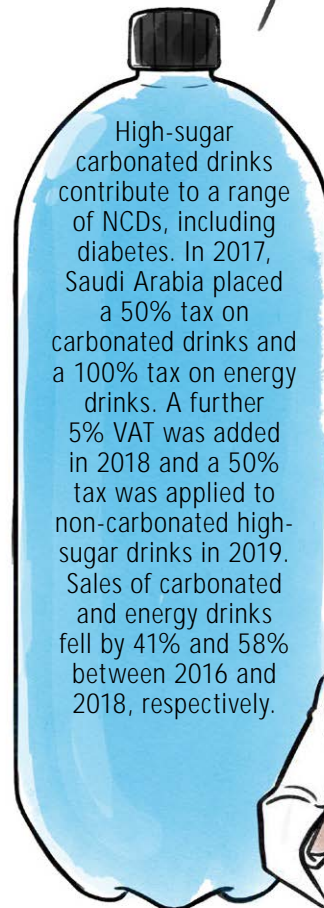 High-sugar
carbonated drinks
contribute to a range
of NCDs, including
diabetes. In 2017,
Saudi Arabia placed
a 50% tax on
carbonated drinks and
a 100% tax on energy
drinks. A further
5% VAT was added
in 2018 and a 50%
tax was applied to
non-carbonated high-
sugar drinks in 2019.
Sales of carbonated
and energy drinks
fell by 41% and 58%
between 2016 and
2018, respectively.